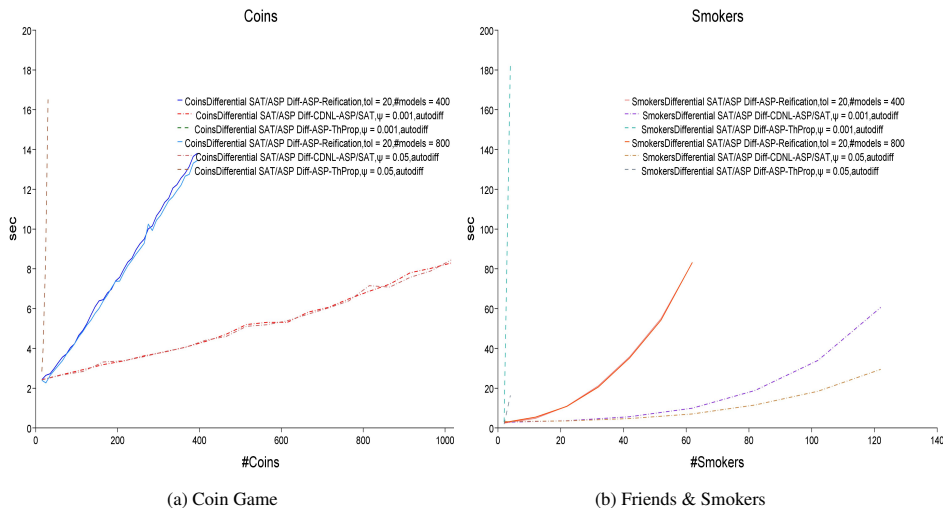 Coins
20
18
16
14
12
10
8
6
4
2
0
sec
CoinsDifferential SAT/ASP Diff-ASP-Reification,tol = 20,#models = 400
CoinsDifferential SAT/ASP Diff-CDNL-ASP/SAT,ψ = 0.001,autodiff
CoinsDifferential SAT/ASP Diff-ASP-ThProp,ψ = 0.001,autodiff
CoinsDifferential SAT/ASP Diff-ASP-Reification,tol = 20,#models = 800
CoinsDifferential SAT/ASP Diff-CDNL-ASP/SAT,ψ = 0.05,autodiff
CoinsDifferential SAT/ASP Diff-ASP-ThProp,ψ = 0.05,autodiff
0 200 400 600 800 1000
#Coins
(a) Coin Game
Smokers
200
180
160
140
120
100
80
60
40
20
0
sec
SmokersDifferential SAT/ASP Diff-ASP-Reification,tol = 20,#models = 400
SmokersDifferential SAT/ASP Diff-CDNL-ASP/SAT,ψ = 0.001,autodiff
SmokersDifferential SAT/ASP Diff-ASP-ThProp,ψ = 0.001,autodiff
SmokersDifferential SAT/ASP Diff-ASP-Reification,tol = 20,#models = 800
SmokersDifferential SAT/ASP Diff-CDNL-ASP/SAT,ψ = 0.05,autodiff
SmokersDifferential SAT/ASP Diff-ASP-ThProp,ψ = 0.05,autodiff
0 20 40 60 80 100 120 140
#Smokers
(b) Friends & Smokers